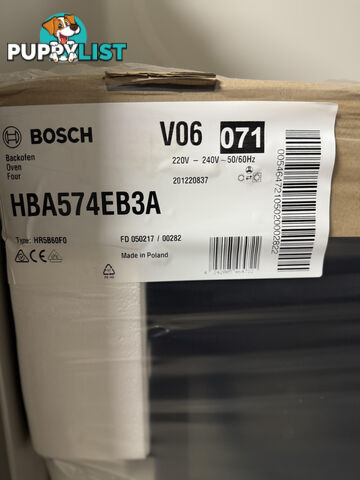 PUPPYLIST
BOSCH
V06 071
Backofen
Oven
Four
220V – 240V ~ 50/60Hz
201220837
HBA574EB3A
Type: HR5B60F0
FD 050217 / 00282
Made in Poland